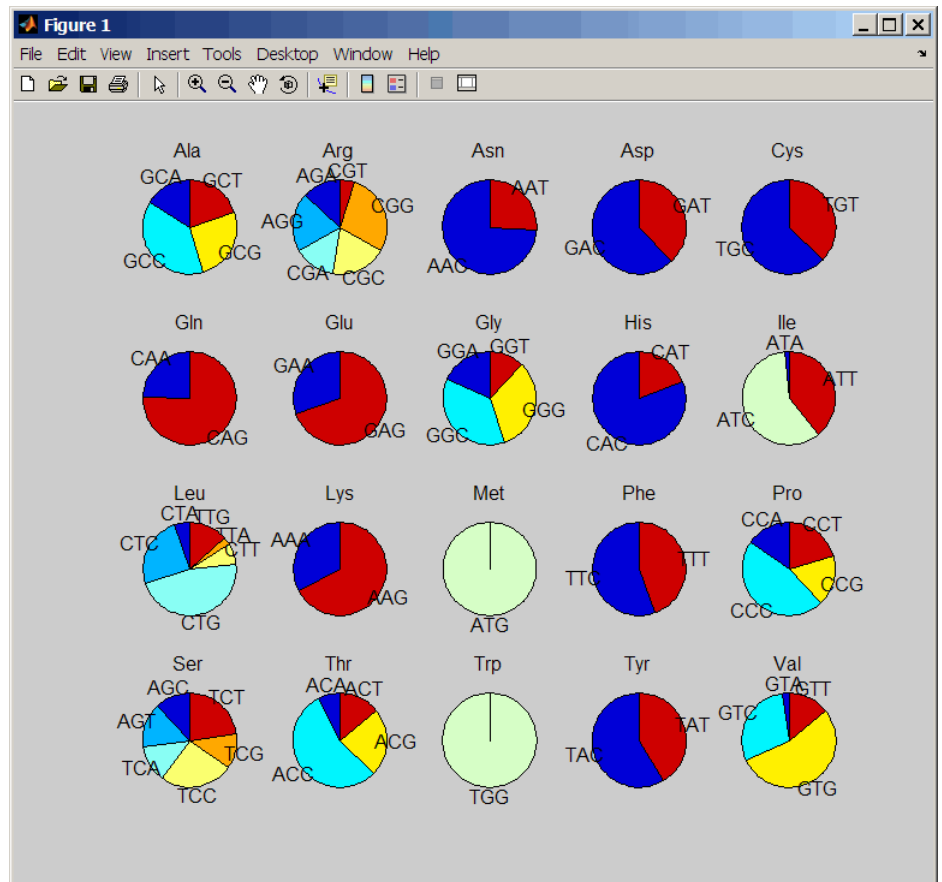 Figure 1
File Edit View Insert Tools Desktop Window Help
Ala Arg Asn Asp Cys
GCA GCT AGA CGT AAT GAT TGT
GCC GCG AGG CGG AAC GAC TGC
CGA CGC
Gln Glu Gly His Ile
CAA GAA GGA GGT CAT ATA ATT
CAG GAG GGC GGG CAC ATC
Leu Lys Met Phe Pro
CTA TTG TTA CTT AAA CCA CCT
CTC AAG TTC TTT CCC CCG
CTG ATG
Ser Thr Trp Tyr Val
AGC TCT ACA ACT TAT GTA GTT
AGT TCG ACC ACG TAC GTC
TCA TCC TGG GTG